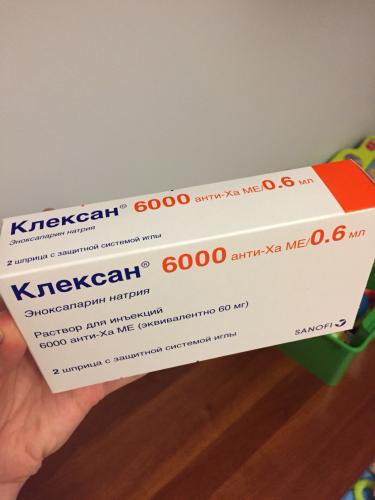 Клексан® 6000 анти-Ха МЕ/0.6 мл
Эноксапарин натрия
2 шприца с защитной системой иглы
Клексан® 6000 анти-Ха МЕ/0.6 мл
Эноксапарин натрия
Раствор для инъекций
6000 анти-Ха МЕ (эквивалентно 60 мг)
SANOFI
2 шприца с защитной системой иглы